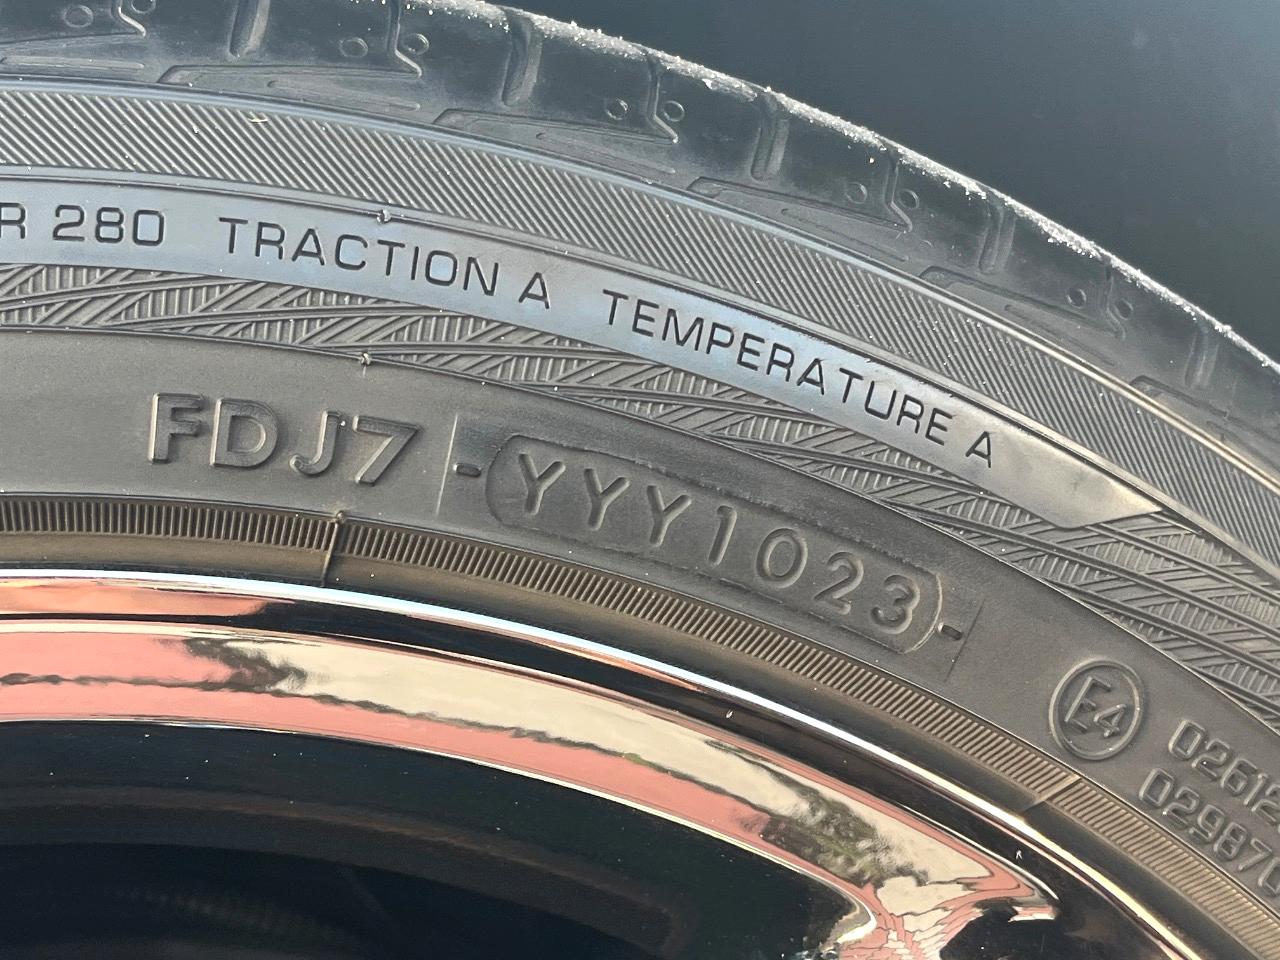 R 280 TRACTION A TEMPERATURE A
FDJ7 -YYY1023-
E4
02612
02987